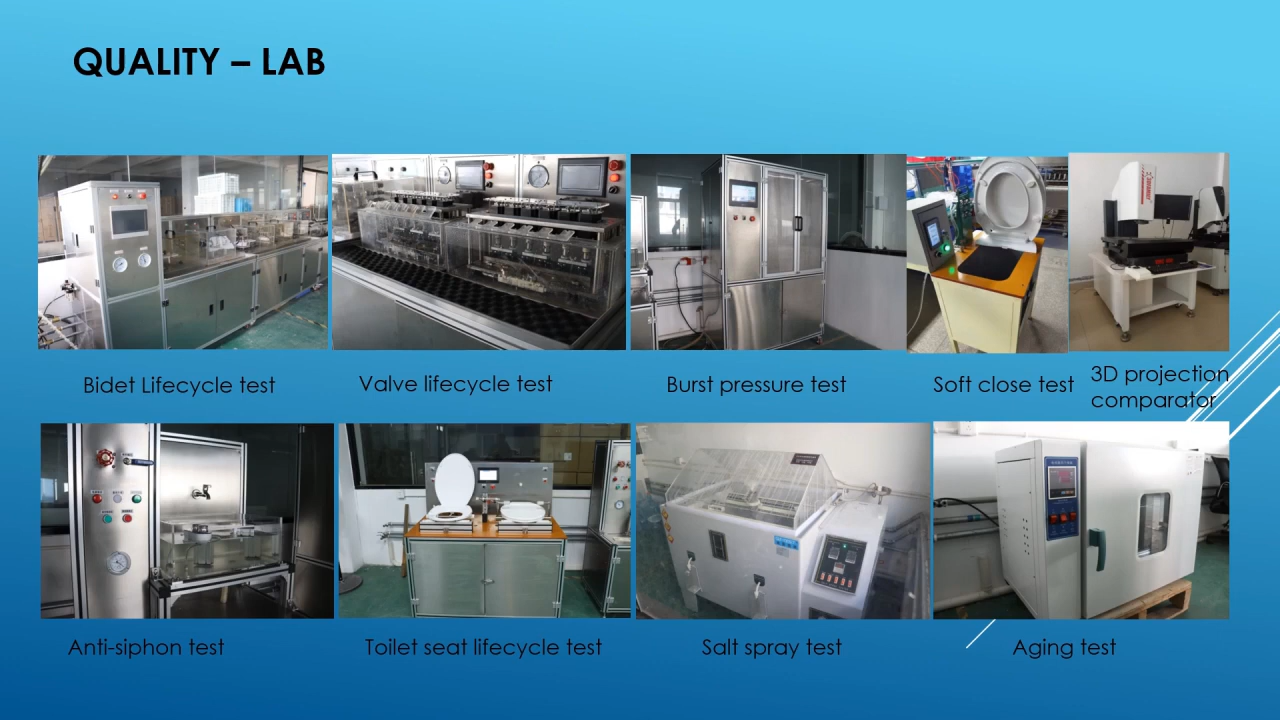 QUALITY – LAB
Bidet Lifecycle test
Valve lifecycle test
Burst pressure test
Soft close test
3D projection
comparator
Anti-siphon test
Toilet seat lifecycle test
Salt spray test
Aging test